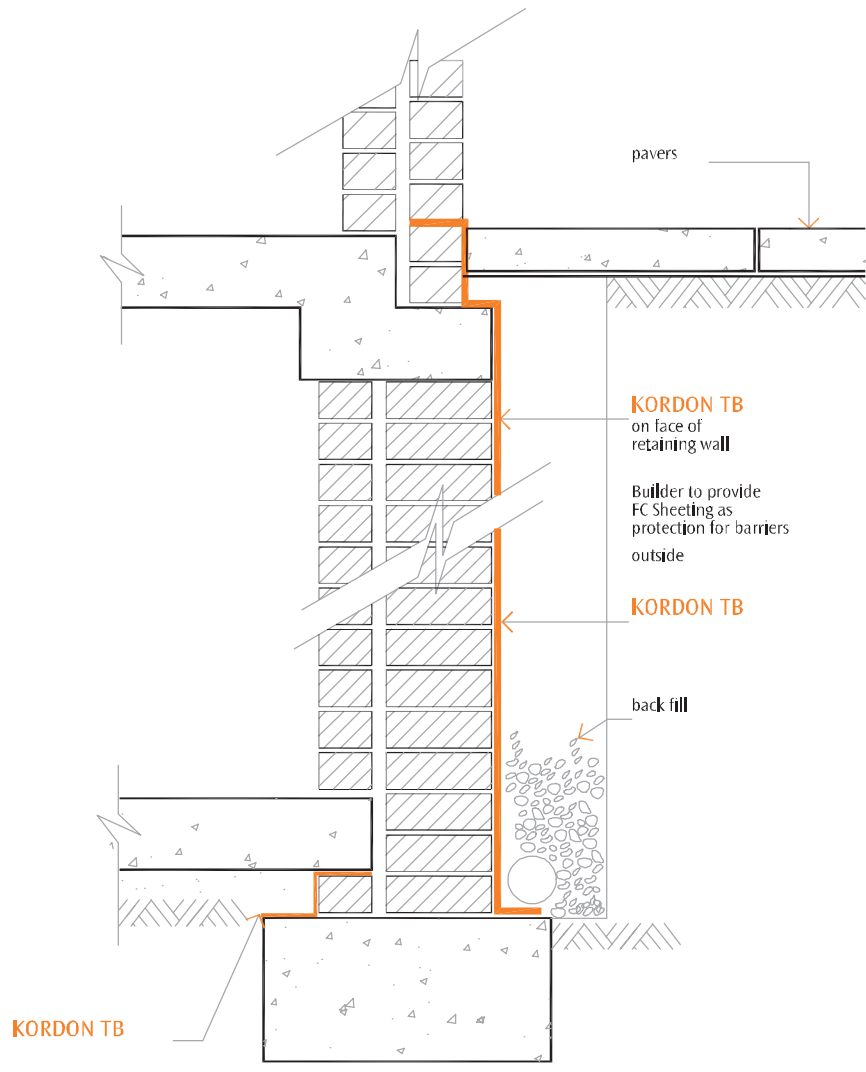 pavers
KORDON TB
on face of
retaining wall
Builder to provide
FC Sheeting as
protection for barriers
outside
KORDON TB
back fill
KORDON TB